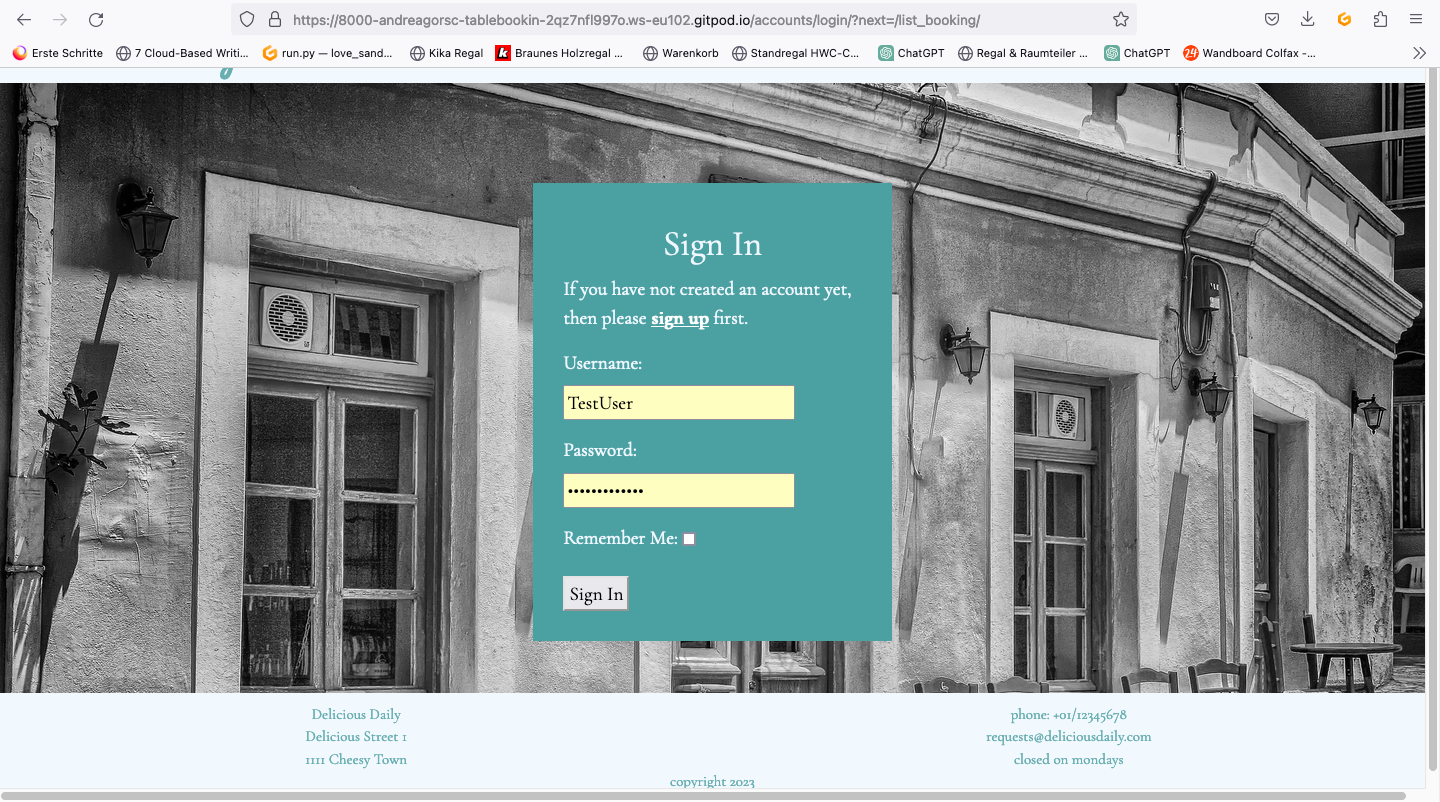 https://8000-andreagorsc-tablebookin-2qz7nfl997o.ws-eu102.gitpod.io/accounts/login/?next=/list_booking/
Erste Schritte
7 Cloud-Based Writi…
run.py — love_sand…
Kika Regal
Braunes Holzregal …
Warenkorb
Standregal HWC-C…
ChatGPT
Regal & Raumteiler …
ChatGPT
Wandboard Colfax -…
Sign In
If you have not created an account yet,
then please sign up first.
Username:
TestUser
Password:
Remember Me:
Sign In
Delicious Daily
Delicious Street 1
1111 Cheesy Town
phone: +01/12345678
requests@deliciousdaily.com
closed on mondays
copyright 2023